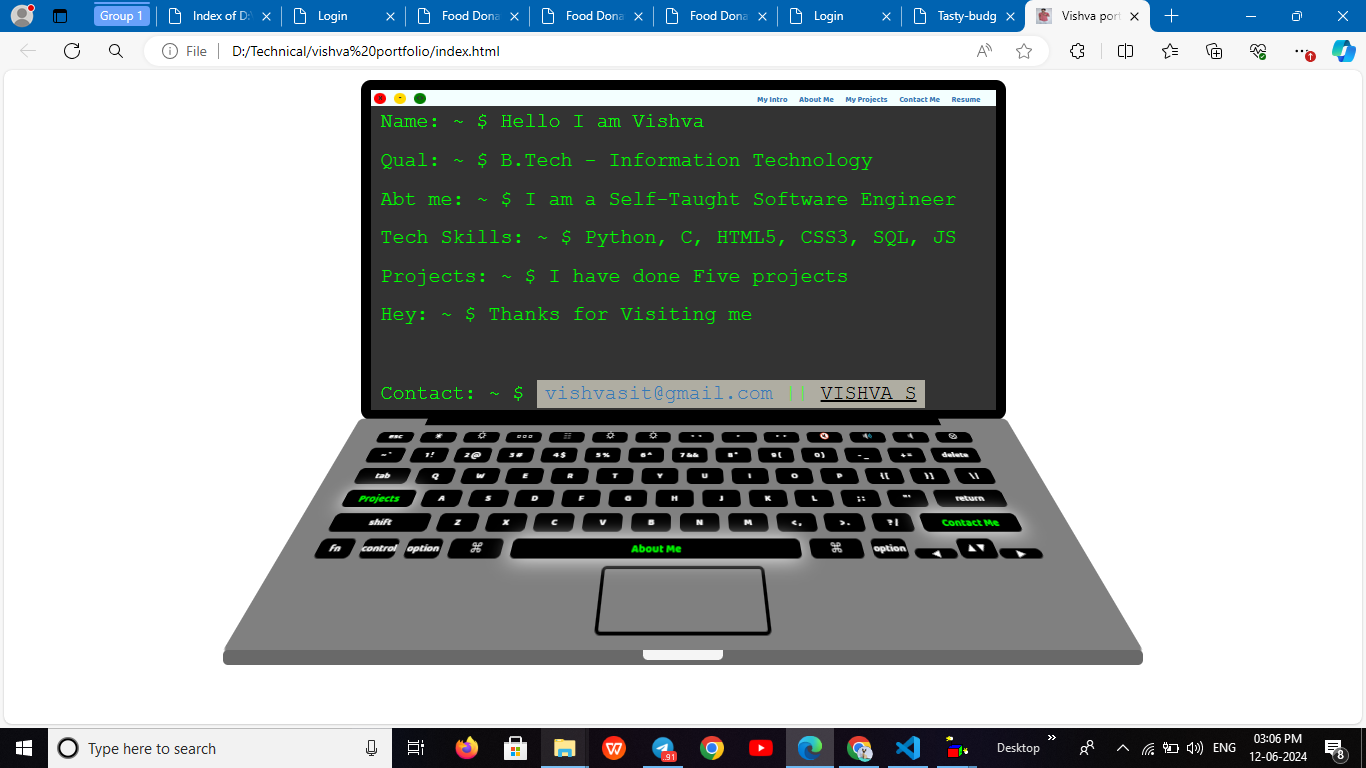 Group 1
Index of D:\
Login
Food Dona
Food Dona
Food Dona
Login
Tasty-budg
Vishva port
File
D:/Technical/vishva%20portfolio/index.html
My Intro About Me My Projects Contact Me Resume
Name: ~ $ Hello I am Vishva
Qual: ~ $ B.Tech - Information Technology
Abt me: ~ $ I am a Self-Taught Software Engineer
Tech Skills: ~ $ Python, C, HTML5, CSS3, SQL, JS
Projects: ~ $ I have done Five projects
Hey: ~ $ Thanks for Visiting me
Contact: ~ $ vishvasit@gmail.com || VISHVA S
esc
~ ` 1! 2@ 3# 4$ 5% 6^ 7&& 8* 9( 0) - _ += delete
tab Q W E R T Y U I O P {[ }] \|
Projects A S D F G H J K L ;: "' return
shift Z X C V B N M <, >. ?/ Contact Me
fn control option ⌘ About Me ⌘ option ◀ ▲▼ ▶
Type here to search
91
Desktop
ENG
03:06 PM
12-06-2024
8